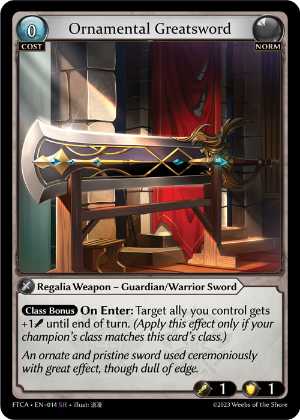 0
Ornamental Greatsword
COST
NORM
Regalia Weapon – Guardian/Warrior Sword
Class Bonus On Enter: Target ally you control gets
+1 until end of turn. (Apply this effect only if your
champion's class matches this card's class.)
An ornate and pristine sword used ceremoniously
with great effect, though dull of edge.
1 1
FTCA • EN-014 SR • illust:
©2023 Weebs of the Shore